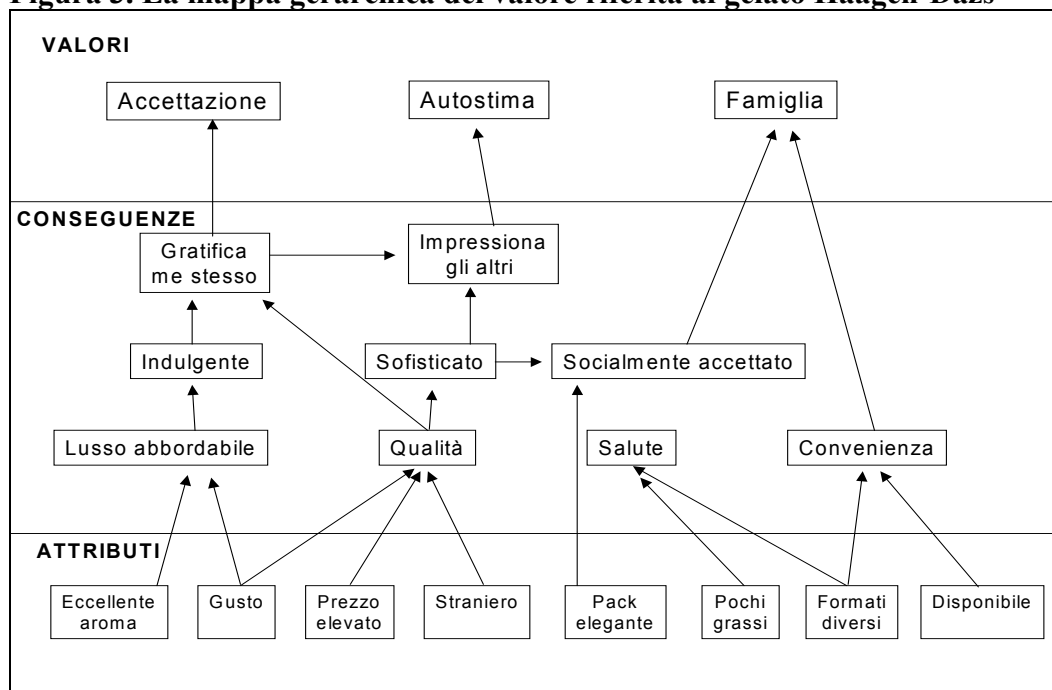 Figura 3. La mappa gerarchica del valore riferita al gelato Häagen-Dazs
VALORI
Accettazione
Autostima
Famiglia
CONSEGUENZE
Gratifica
me stesso
Impressiona
gli altri
Indulgente
Sofisticato
Socialmente accettato
Lusso abbordabile
Qualità
Salute
Convenienza
ATTRIBUTI
Eccellente
aroma
Gusto
Prezzo
elevato
Straniero
Pack
elegante
Pochi
grassi
Formati
diversi
Disponibile